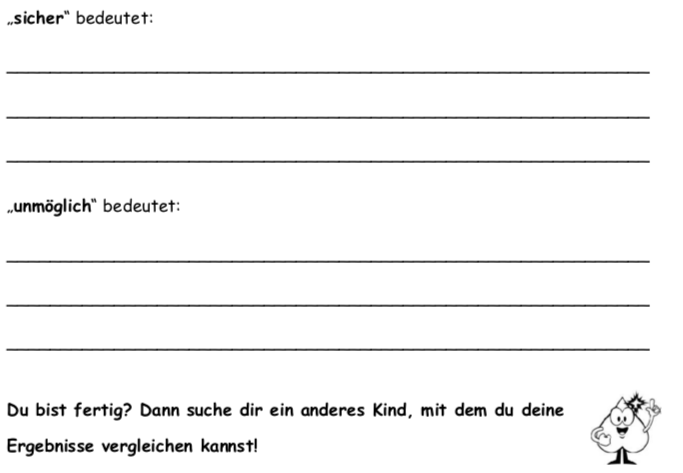 „sicher“ bedeutet:
„unmöglich“ bedeutet:
Du bist fertig? Dann suche dir ein anderes Kind, mit dem du deine
Ergebnisse vergleichen kannst!